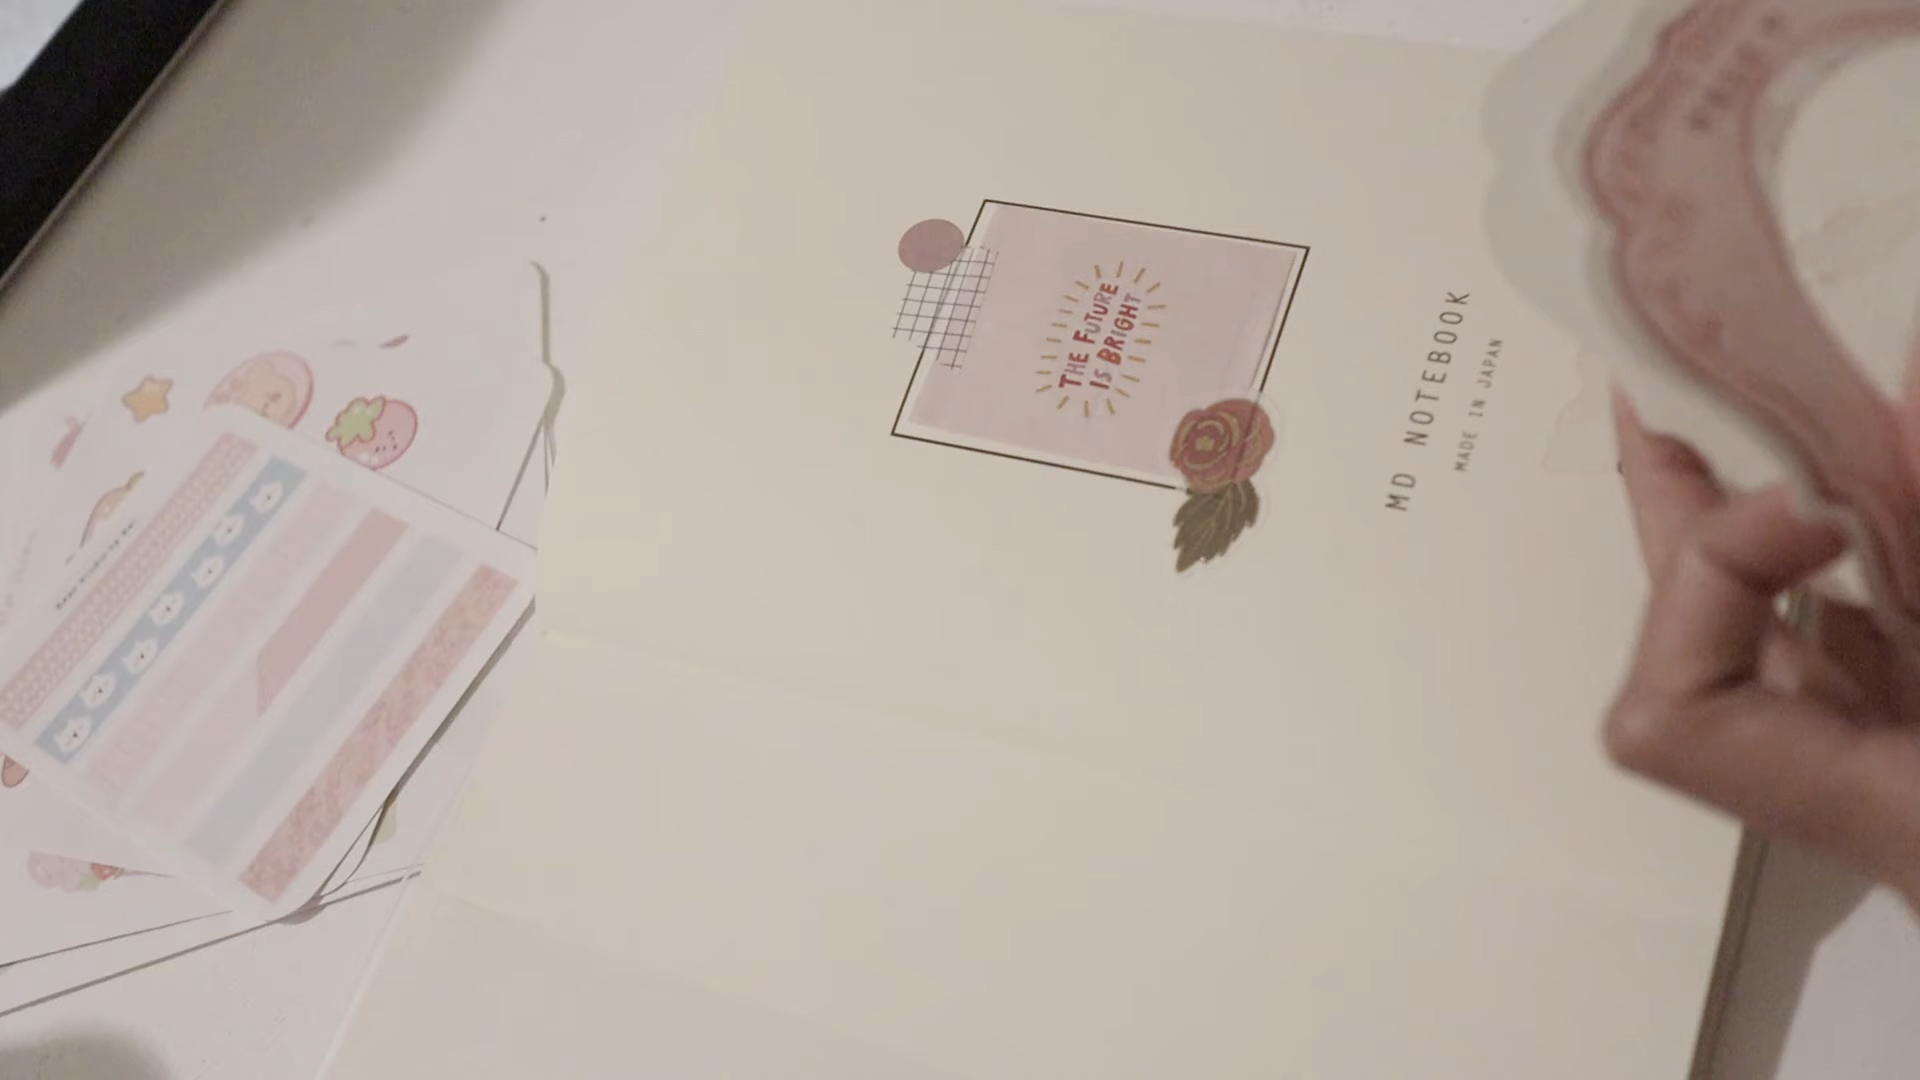 THE FUTURE
IS BRIGHT
MD NOTEBOOK
MADE IN JAPAN